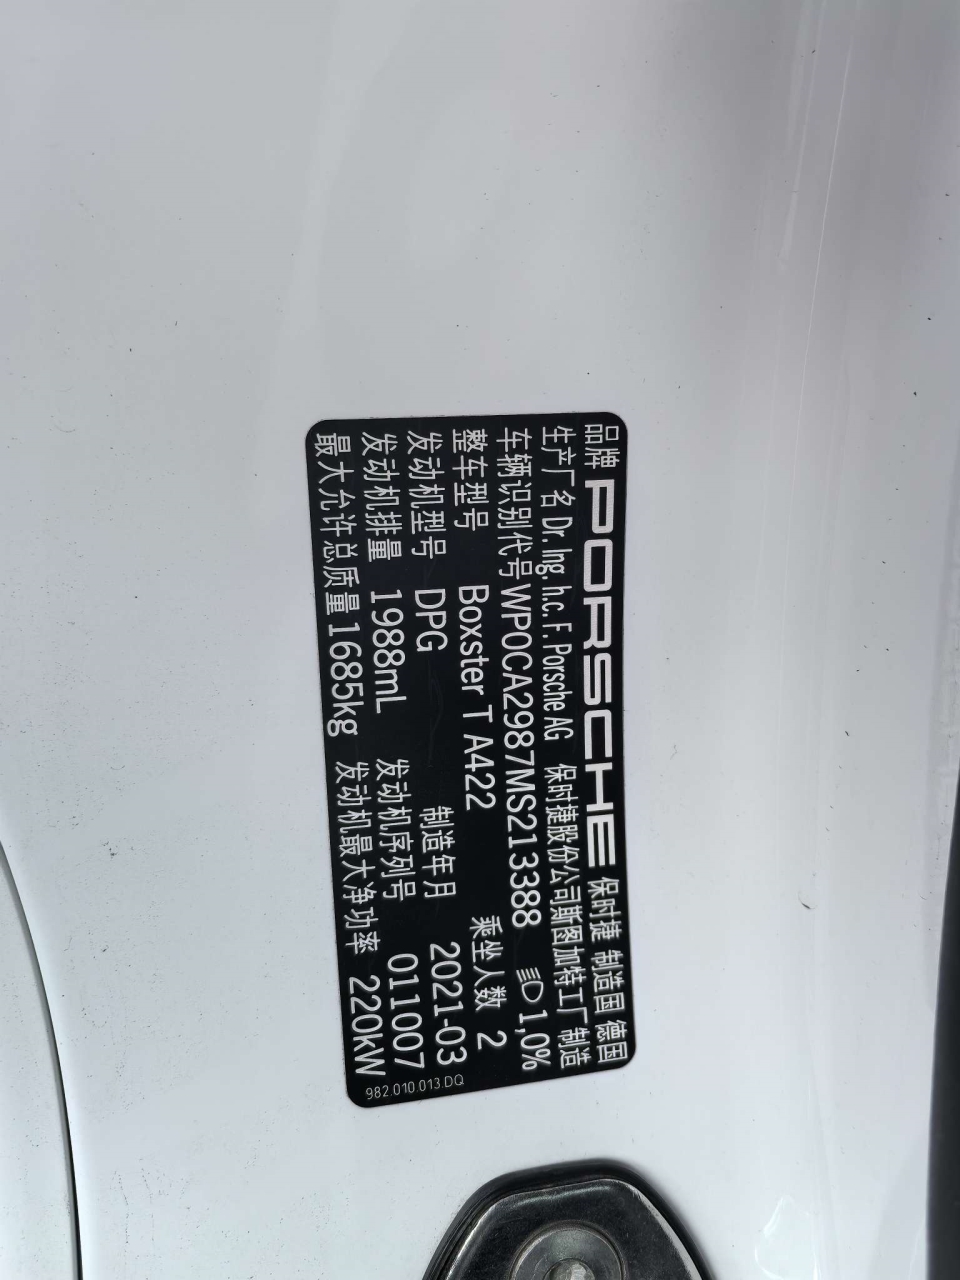 品牌 PORSCHE 保时捷 制造国 德国
生产厂名 Dr. Ing. h.c. F. Porsche AG 保时捷股份公司斯图加特工厂 制造
车辆识别代号 WP0CA2987MS213388 1,0%
整车型号 Boxster T A422 乘坐人数 2
发动机型号 DPG 制造年月 2021-03
发动机排量 1988mL 发动机序列号 011007
最大允许总质量 1685kg 发动机最大净功率 220kW
982.010.013.DQ